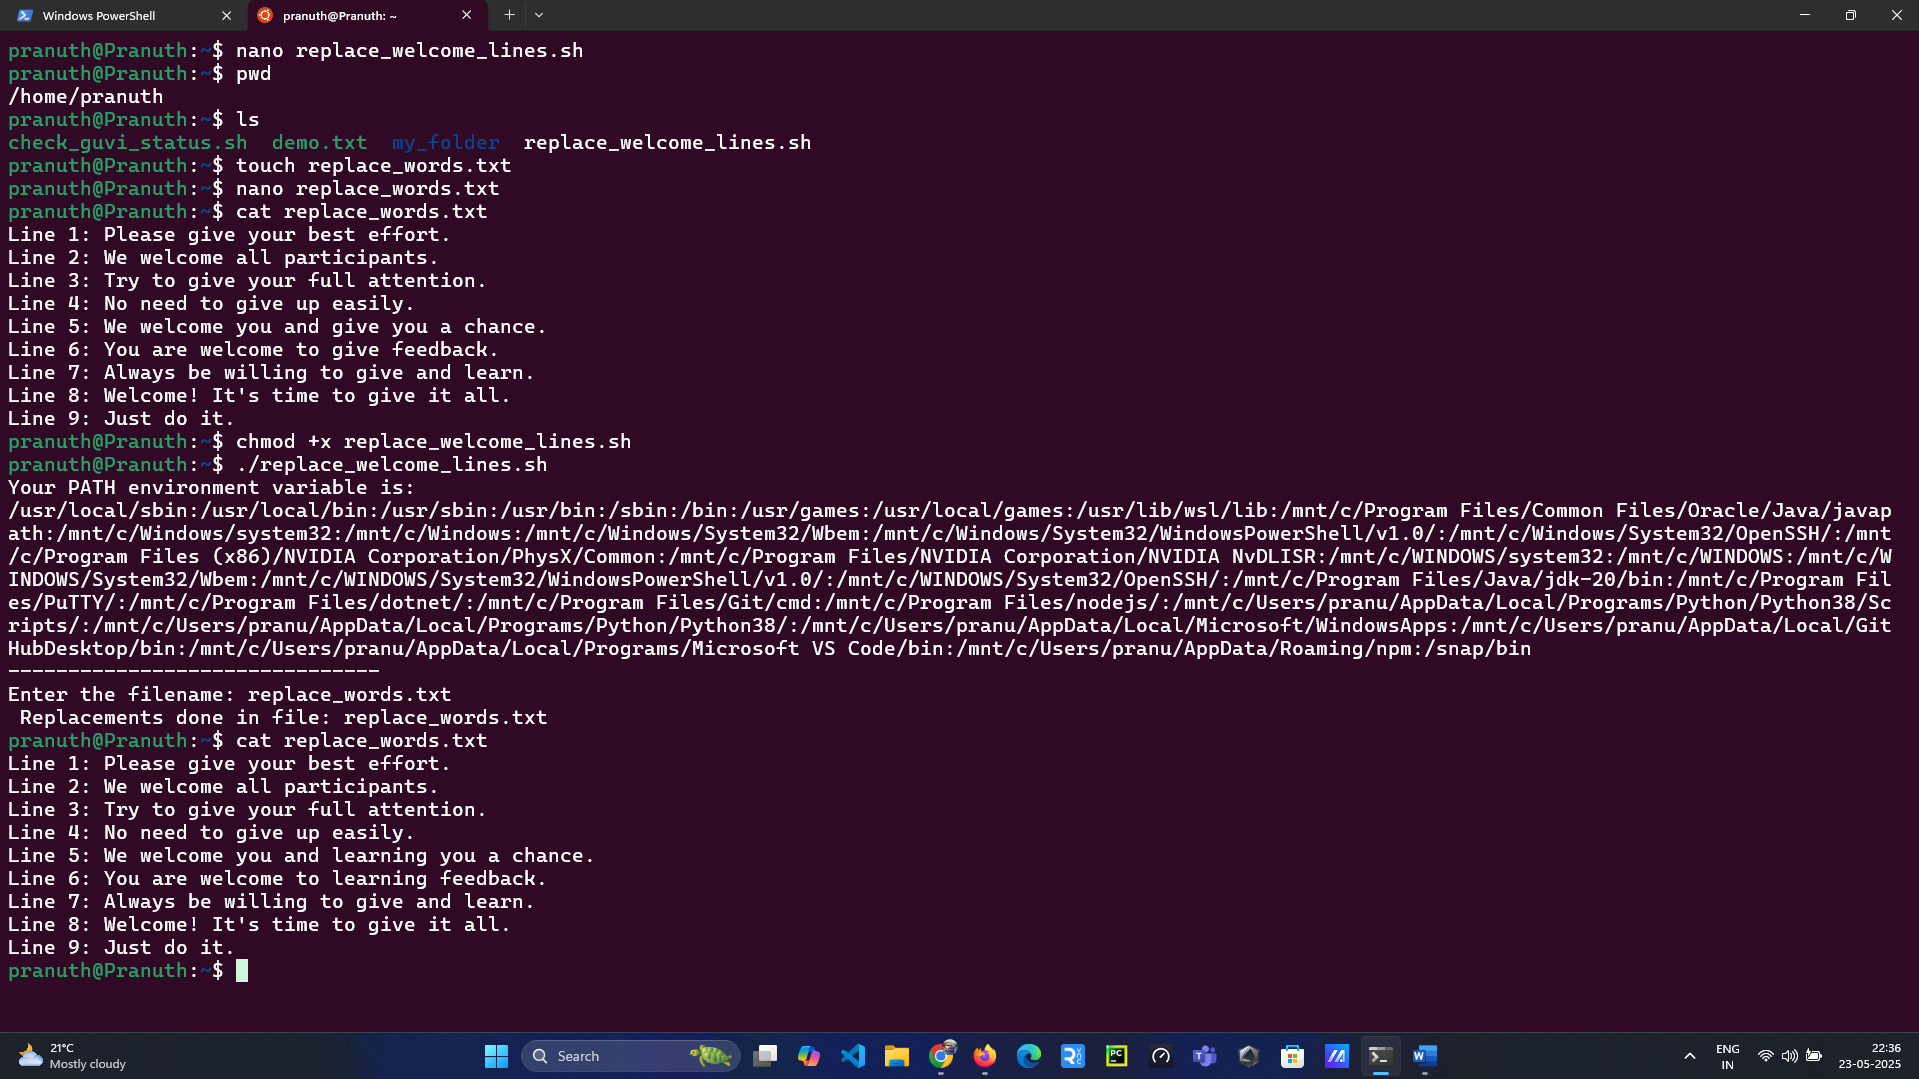 Windows PowerShell
pranuth@Pranuth: ~
pranuth@Pranuth:~$ nano replace_welcome_lines.sh
pranuth@Pranuth:~$ pwd
/home/pranuth
pranuth@Pranuth:~$ ls
check_guvi_status.sh  demo.txt  my_folder  replace_welcome_lines.sh
pranuth@Pranuth:~$ touch replace_words.txt
pranuth@Pranuth:~$ nano replace_words.txt
pranuth@Pranuth:~$ cat replace_words.txt
Line 1: Please give your best effort.
Line 2: We welcome all participants.
Line 3: Try to give your full attention.
Line 4: No need to give up easily.
Line 5: We welcome you and give you a chance.
Line 6: You are welcome to give feedback.
Line 7: Always be willing to give and learn.
Line 8: Welcome! It's time to give it all.
Line 9: Just do it.
pranuth@Pranuth:~$ chmod +x replace_welcome_lines.sh
pranuth@Pranuth:~$ ./replace_welcome_lines.sh
Your PATH environment variable is:
/usr/local/sbin:/usr/local/bin:/usr/sbin:/usr/bin:/sbin:/bin:/usr/games:/usr/local/games:/usr/lib/wsl/lib:/mnt/c/Program Files/Common Files/Oracle/Java/javap
ath:/mnt/c/Windows/system32:/mnt/c/Windows:/mnt/c/Windows/System32/Wbem:/mnt/c/Windows/System32/WindowsPowerShell/v1.0/:/mnt/c/Windows/System32/OpenSSH/:/mnt
/c/Program Files (x86)/NVIDIA Corporation/PhysX/Common:/mnt/c/Program Files/NVIDIA Corporation/NVIDIA NvDLISR:/mnt/c/WINDOWS/system32:/mnt/c/WINDOWS:/mnt/c/W
INDOWS/System32/Wbem:/mnt/c/WINDOWS/System32/WindowsPowerShell/v1.0/:/mnt/c/WINDOWS/System32/OpenSSH/:/mnt/c/Program Files/Java/jdk-20/bin:/mnt/c/Program Fil
es/PuTTY/:/mnt/c/Program Files/dotnet/:/mnt/c/Program Files/Git/cmd:/mnt/c/Program Files/nodejs/:/mnt/c/Users/pranu/AppData/Local/Programs/Python/Python38/Sc
ripts/:/mnt/c/Users/pranu/AppData/Local/Programs/Python/Python38/:/mnt/c/Users/pranu/AppData/Local/Microsoft/WindowsApps:/mnt/c/Users/pranu/AppData/Local/Git
HubDesktop/bin:/mnt/c/Users/pranu/AppData/Local/Programs/Microsoft VS Code/bin:/mnt/c/Users/pranu/AppData/Roaming/npm:/snap/bin
-------------------------------
Enter the filename: replace_words.txt
 Replacements done in file: replace_words.txt
pranuth@Pranuth:~$ cat replace_words.txt
Line 1: Please give your best effort.
Line 2: We welcome all participants.
Line 3: Try to give your full attention.
Line 4: No need to give up easily.
Line 5: We welcome you and learning you a chance.
Line 6: You are welcome to learning feedback.
Line 7: Always be willing to give and learn.
Line 8: Welcome! It's time to give it all.
Line 9: Just do it.
pranuth@Pranuth:~$
21°C
Mostly cloudy
Search
ENG
IN
22:36
23-05-2025